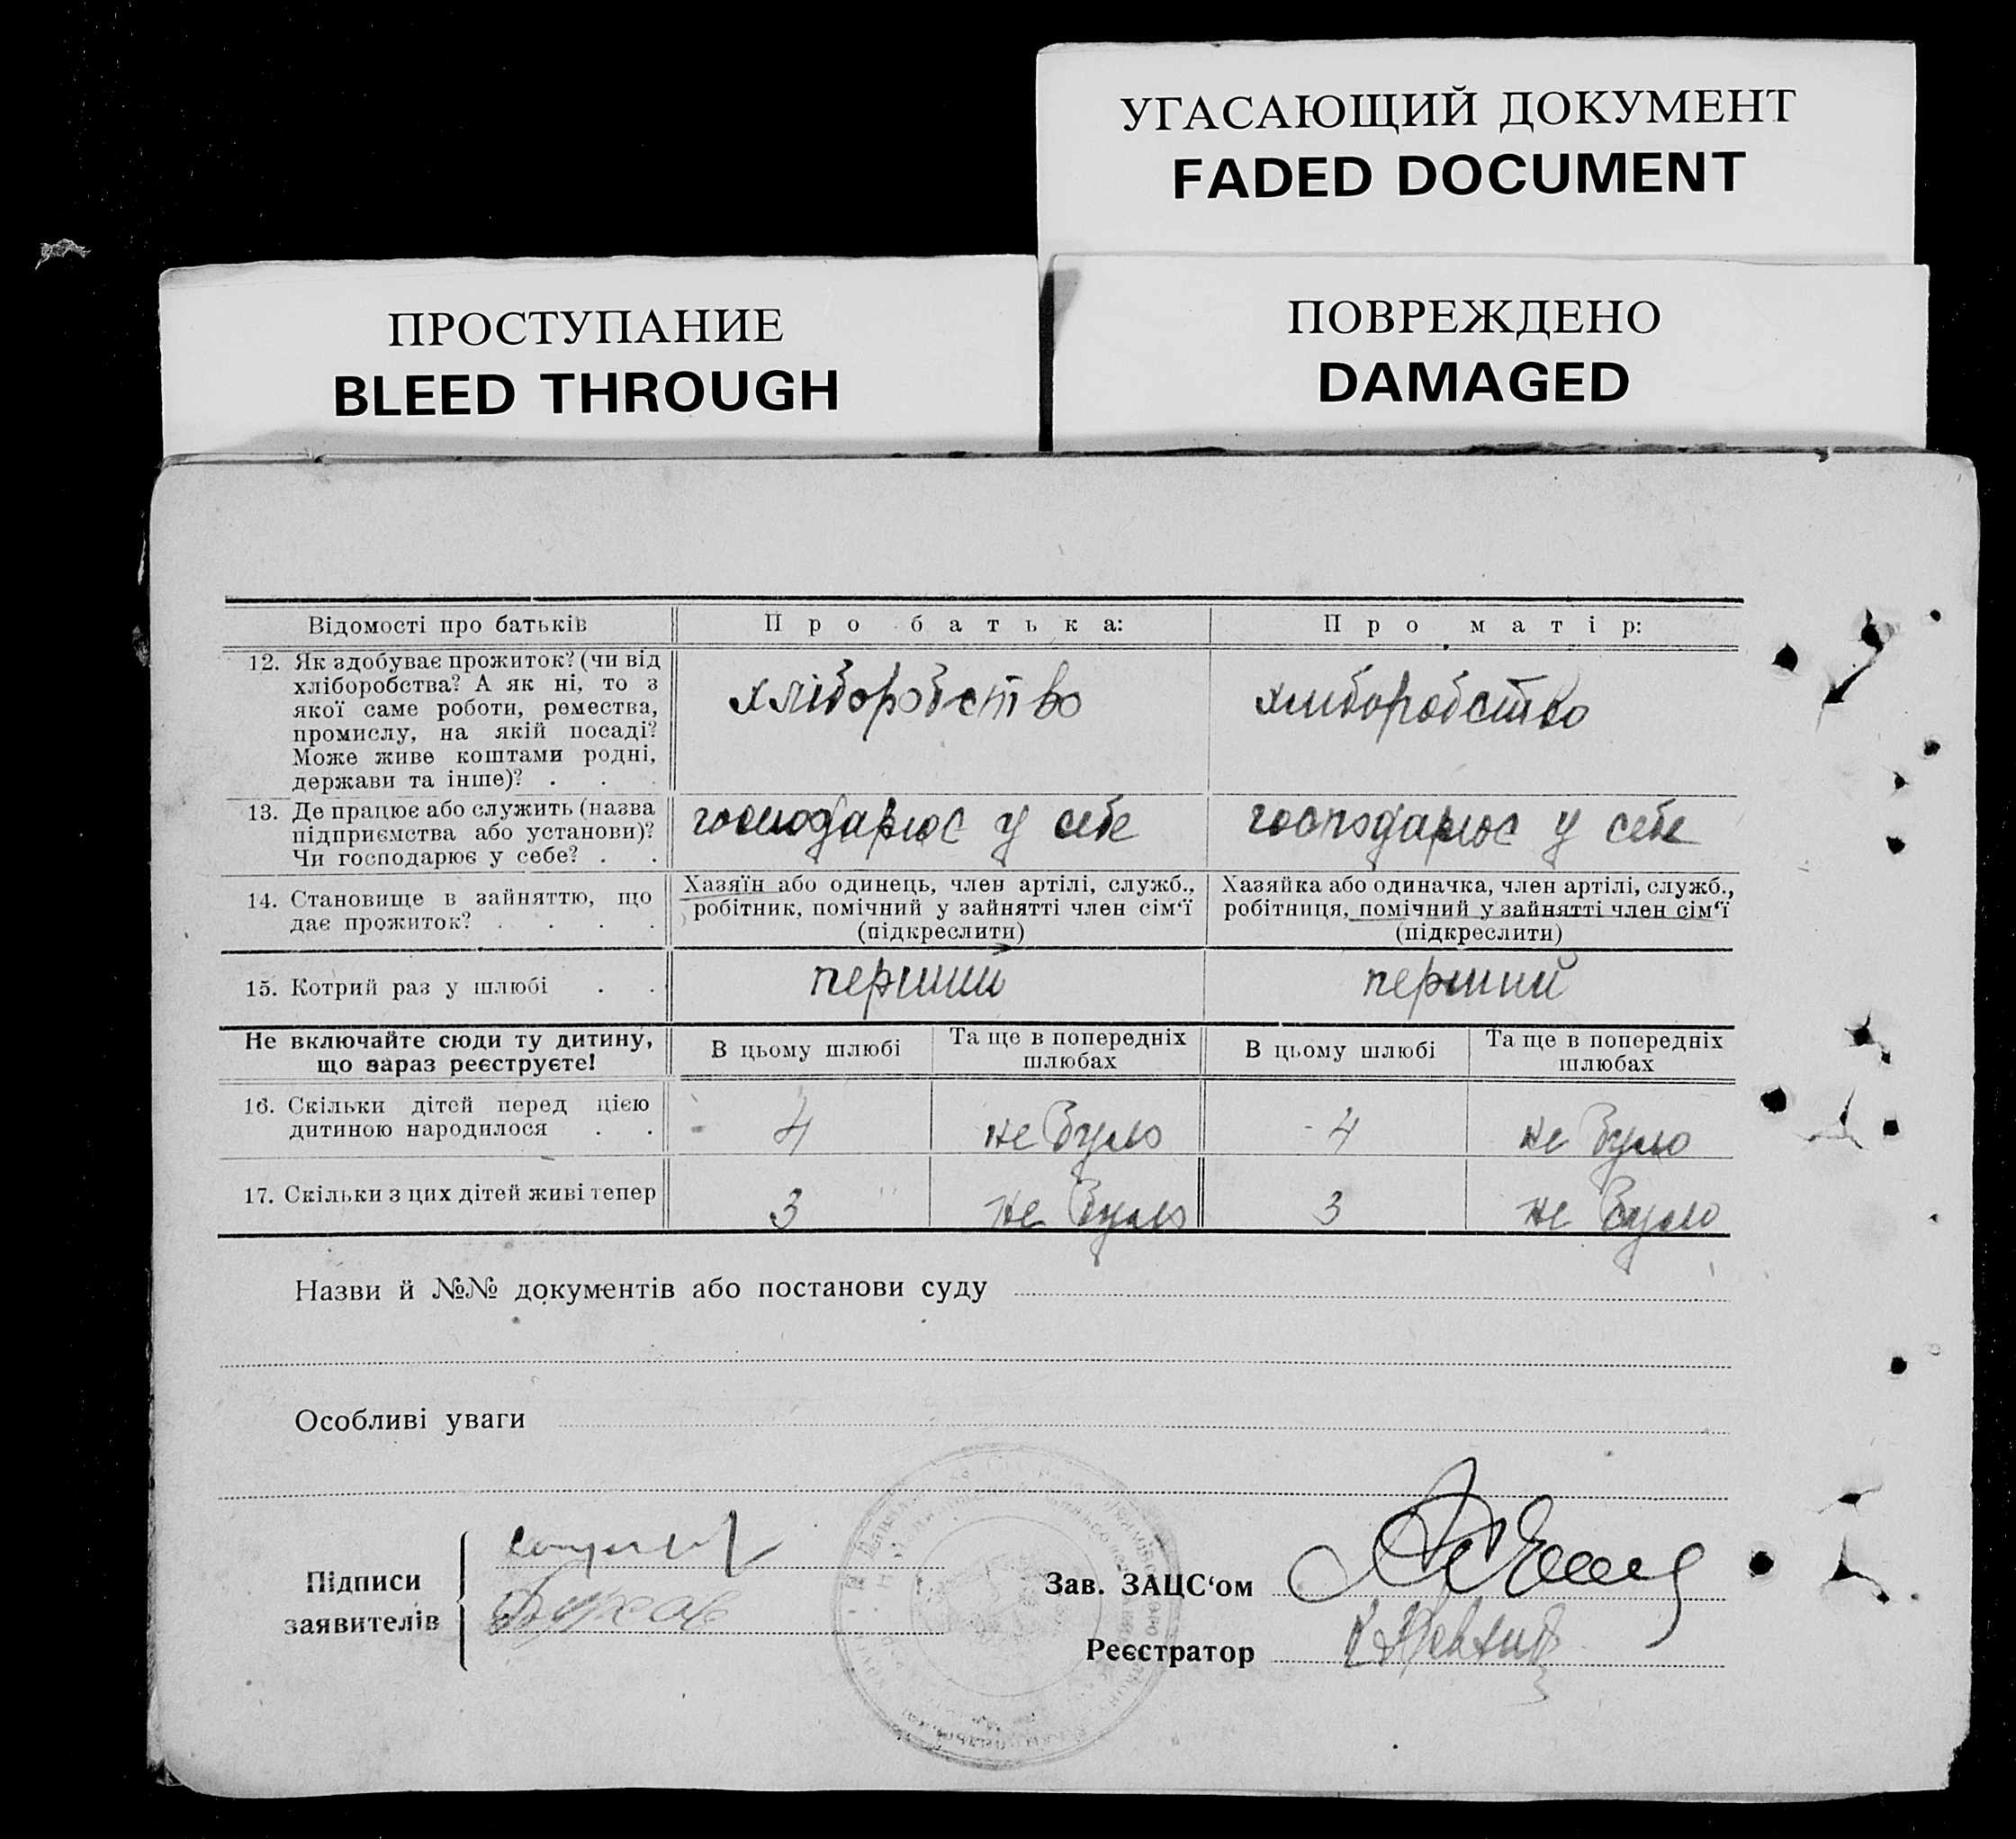 УГАСАЮЩИЙ ДОКУМЕНТ
FADED DOCUMENT
ПРОСТУПАНИЕ
BLEED THROUGH
ПОВРЕЖДЕНО
DAMAGED
Відомості про батьків
Про батька:
Про матір:
12. Як здобуває прожиток? (чи від
хліборобства? А як ні, то з
якої саме роботи, ремества,
промислу, на якій посаді?
Може живе коштами родні,
держави та інше)? . . .
хліборобство
хлиборобство
13. Де працює або служить (назва
підприємства або установи)?
Чи господарює у себе? . .
господарює у себе
господарює у себе
14. Становище в зайняттю, що
дає прожиток? . . . .
Хазяїн або одинець, член артілі, служб.,
робітник, помічний у зайнятті член сім‘ї
(підкреслити)
Хазяйка або одиначка, член артілі, служб.,
робітниця, помічний у зайнятті член сім‘ї
(підкреслити)
15. Котрий раз у шлюбі . .
перший
перший
Не включайте сюди ту дитину,
що зараз реєструєте!
В цьому шлюбі
Та ще в попередніх
шлюбах
В цьому шлюбі
Та ще в попередніх
шлюбах
16. Скільки дітей перед цією
дитиною народилося . .
4
не було
4
не було
17. Скільки з цих дітей живі тепер
3
не було
3
не було
Назви й №№ документів або постанови суду
Особливі уваги
Підписи
заявителів
Зав. ЗАЦС‘ом
Реєстратор